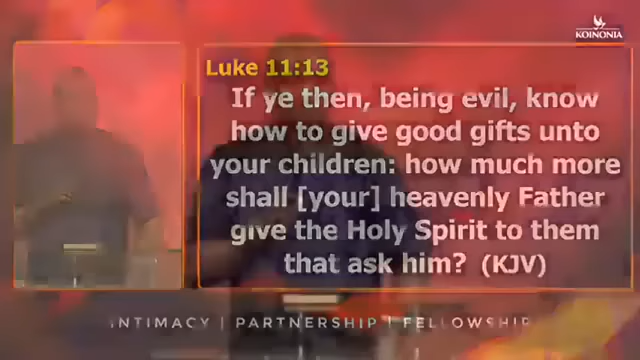 KOINONIA
Luke 11:13
If ye then, being evil, know
how to give good gifts unto
your children: how much more
shall [your] heavenly Father
give the Holy Spirit to them
that ask him? (KJV)
INTIMACY | PARTNERSHIP | FELLOWSHIP